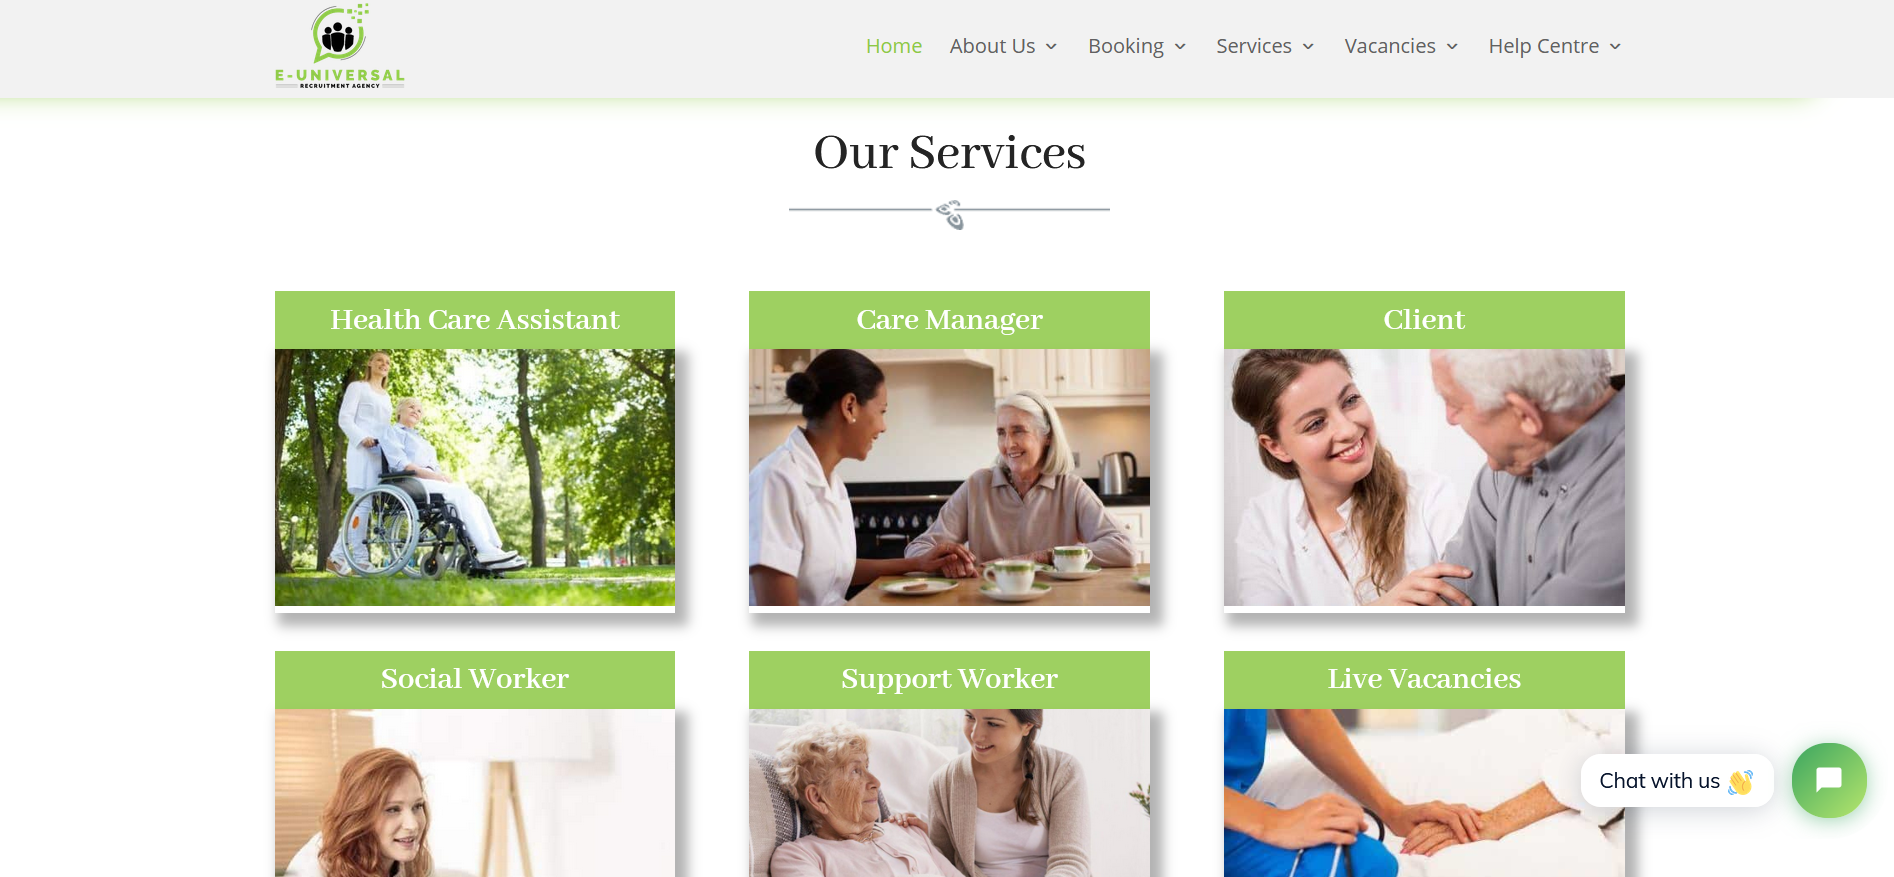 E-UNIVERSAL
RECRUITMENT AGENCY
Home
About Us
Booking
Services
Vacancies
Help Centre
Our Services
Health Care Assistant
Care Manager
Client
Social Worker
Support Worker
Live Vacancies
Chat with us 👋